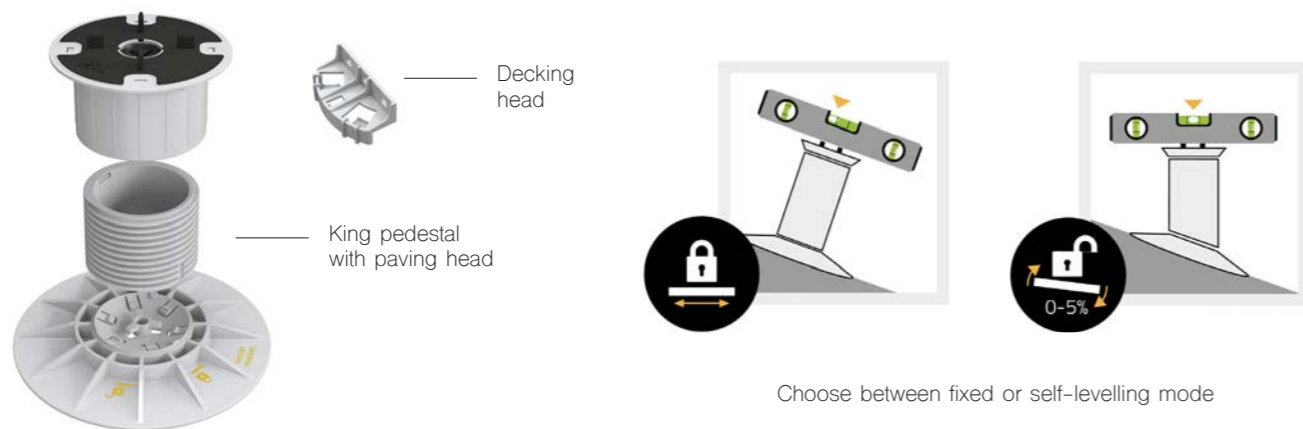 Decking
head
King pedestal
with paving head
0-5%
Choose between fixed or self-levelling mode